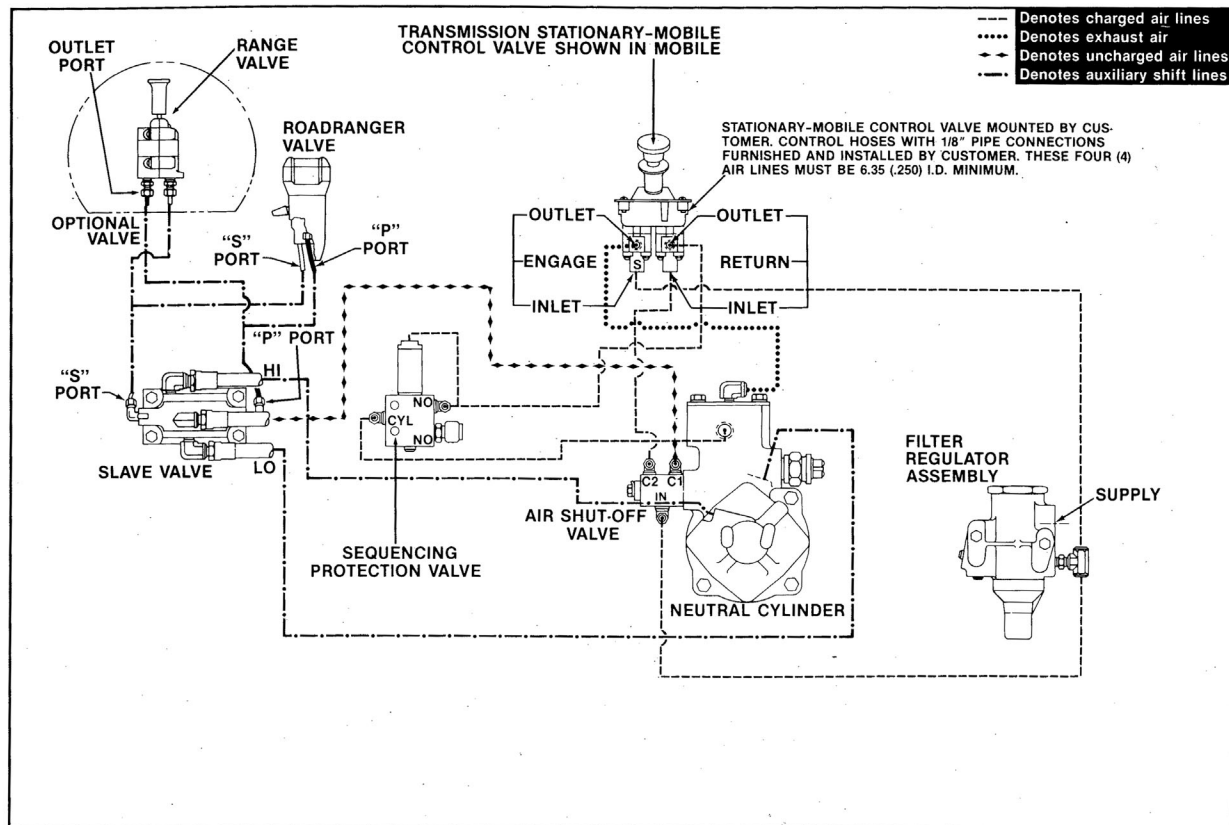 TRANSMISSION STATIONARY-MOBILE
CONTROL VALVE SHOWN IN MOBILE
Denotes charged air lines
Denotes exhaust air
Denotes uncharged air lines
Denotes auxiliary shift lines
OUTLET
PORT
RANGE
VALVE
ROADRANGER
VALVE
STATIONARY-MOBILE CONTROL VALVE MOUNTED BY CUS-
TOMER. CONTROL HOSES WITH 1/8" PIPE CONNECTIONS
FURNISHED AND INSTALLED BY CUSTOMER. THESE FOUR (4)
AIR LINES MUST BE 6.35 (.250) I.D. MINIMUM.
OPTIONAL
VALVE
"S"
PORT
"P"
PORT
OUTLET
OUTLET
ENGAGE
S
RETURN
INLET
INLET
"P" PORT
"S"
PORT
HI
LO
SLAVE VALVE
NO
CYL
NO
SEQUENCING
PROTECTION VALVE
C2 C1
IN
AIR SHUT-OFF
VALVE
NEUTRAL CYLINDER
FILTER
REGULATOR
ASSEMBLY
SUPPLY